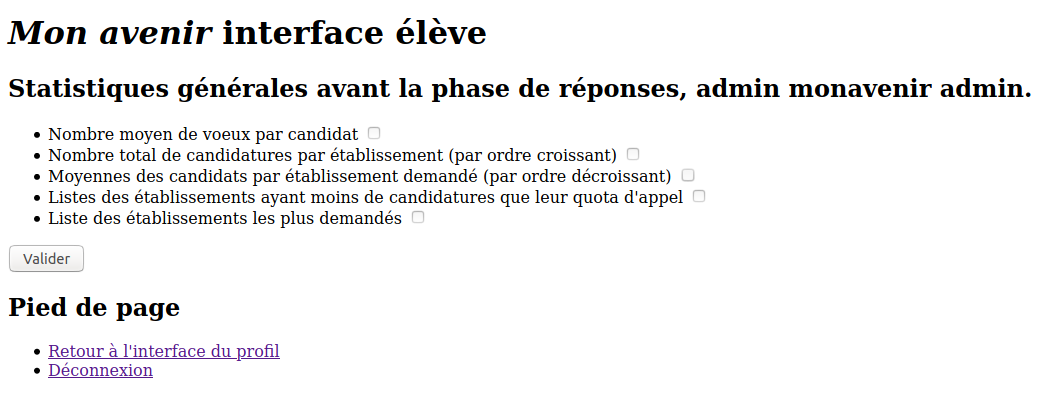 Mon avenir interface élève
Statistiques générales avant la phase de réponses, admin monavenir admin.
Nombre moyen de voeux par candidat
Nombre total de candidatures par établissement (par ordre croissant)
Moyennes des candidats par établissement demandé (par ordre décroissant)
Listes des établissements ayant moins de candidatures que leur quota d'appel
Liste des établissements les plus demandés
Valider
Pied de page
Retour à l'interface du profil
Déconnexion